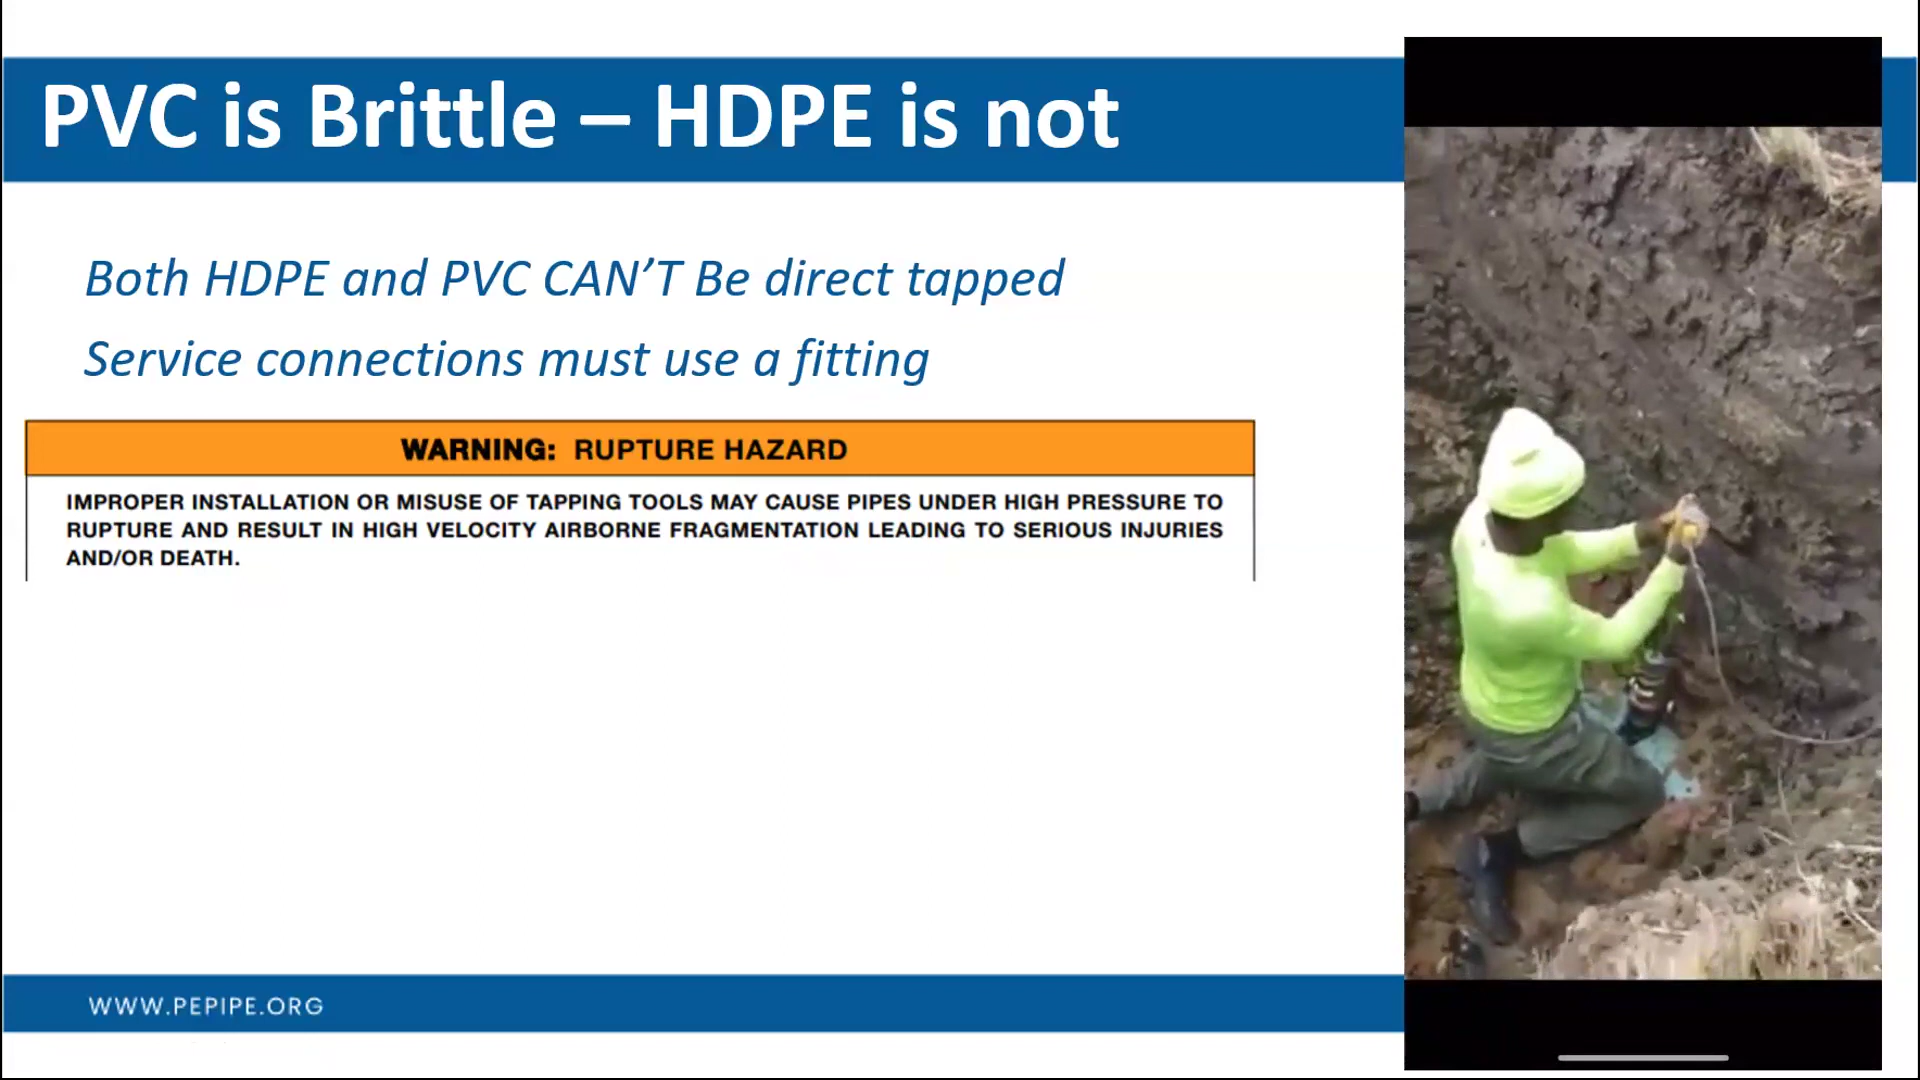 PVC is Brittle – HDPE is not
Both HDPE and PVC CAN’T Be direct tapped
Service connections must use a fitting
WARNING: RUPTURE HAZARD
IMPROPER INSTALLATION OR MISUSE OF TAPPING TOOLS MAY CAUSE PIPES UNDER HIGH PRESSURE TO
RUPTURE AND RESULT IN HIGH VELOCITY AIRBORNE FRAGMENTATION LEADING TO SERIOUS INJURIES
AND/OR DEATH.
WWW.PEPIPE.ORG